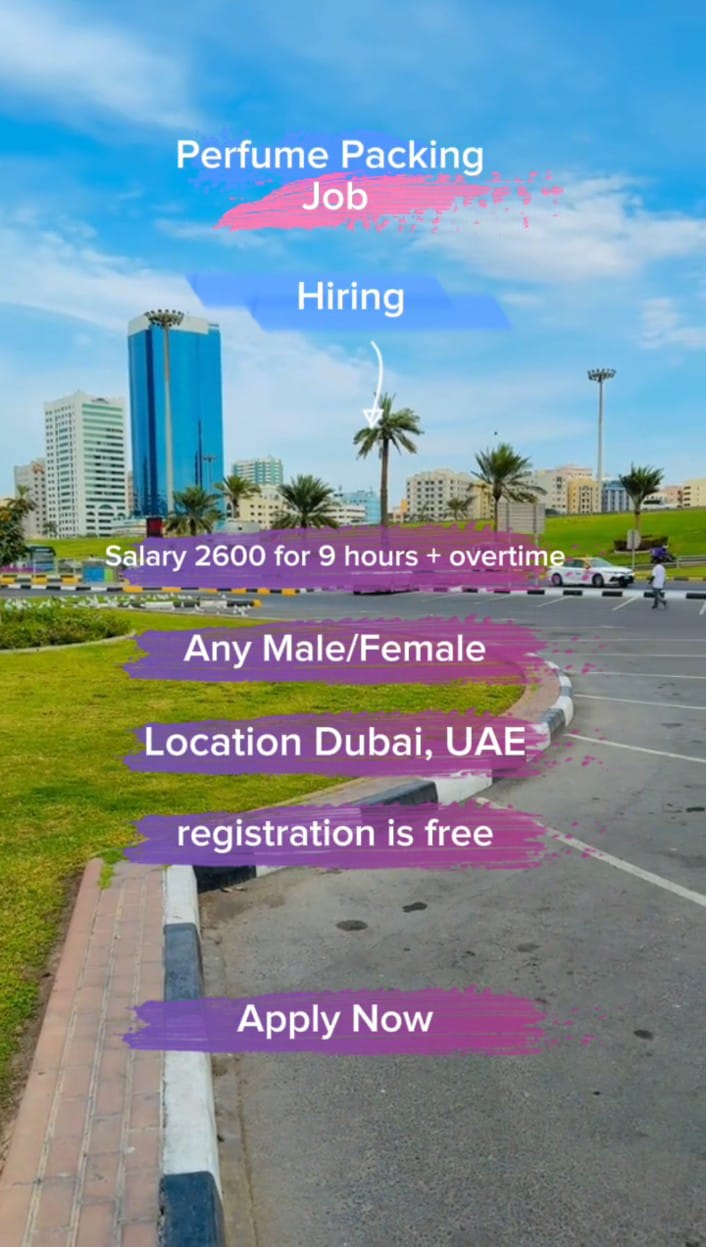 Perfume Packing
Job
Hiring
Salary 2600 for 9 hours + overtime
Any Male/Female
Location Dubai, UAE
registration is free
Apply Now